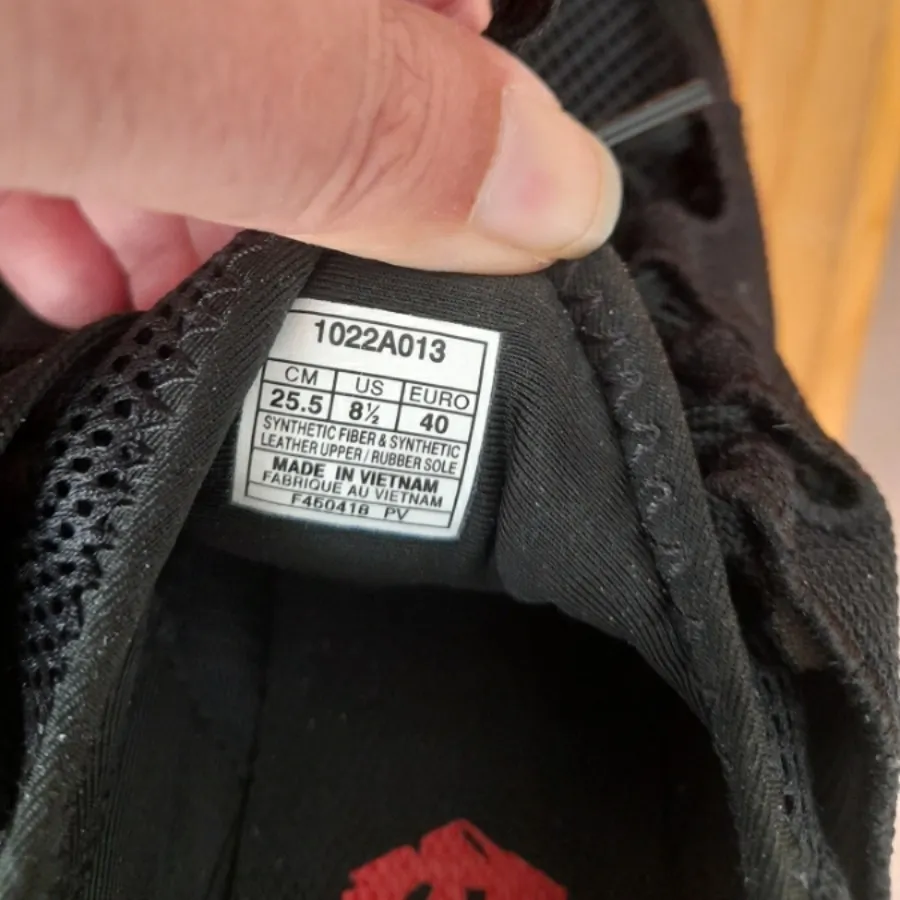 1022A013
CM US EURO
25.5 8½ 40
SYNTHETIC FIBER & SYNTHETIC
LEATHER UPPER / RUBBER SOLE
MADE IN VIETNAM
FABRIQUE AU VIETNAM
F460418 PV